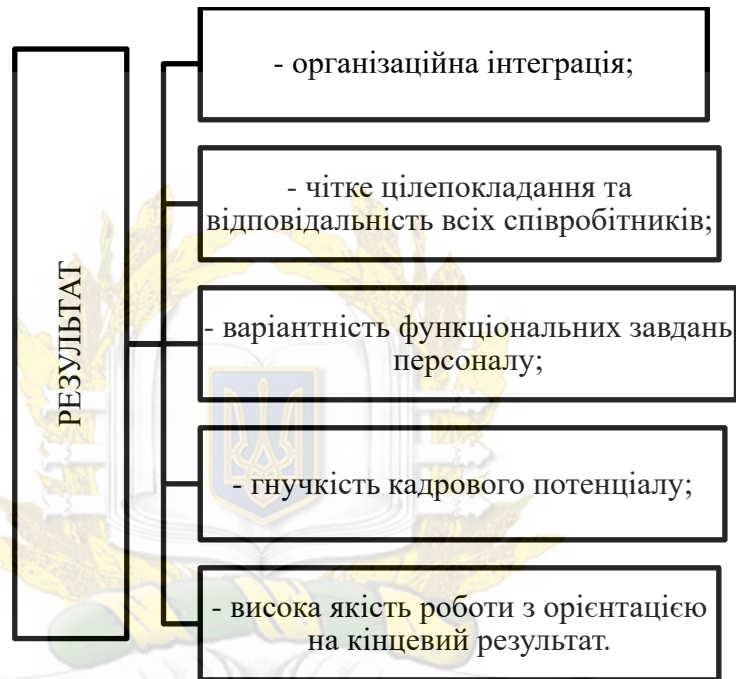 РЕЗУЛЬТАТ
- організаційна інтеграція;
- чітке цілепокладання та
відповідальність всіх співробітників;
- варіантність функціональних завдань
персоналу;
- гнучкість кадрового потенціалу;
- висока якість роботи з орієнтацією
на кінцевий результат.